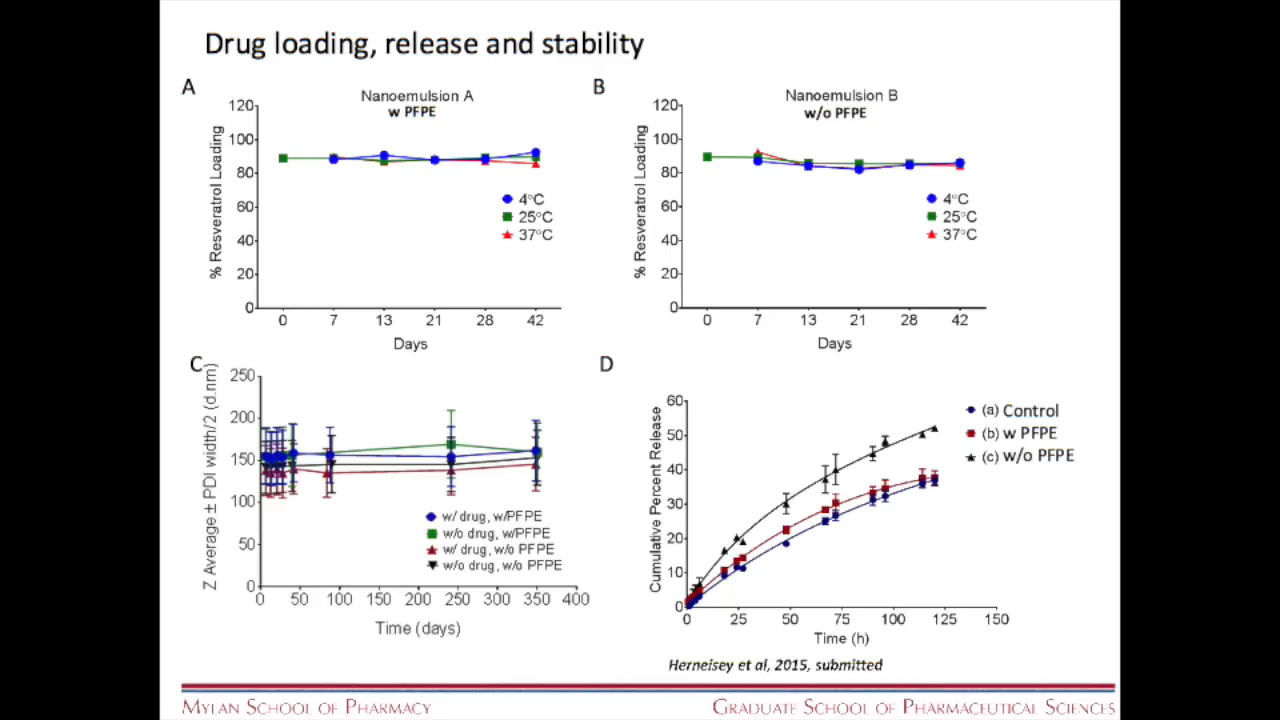 Drug loading, release and stability
A
Nanoemulsion A
w PFPE
% Resveratrol Loading
120
100
80
60
40
20
0
0 7 13 21 28 42
Days
4°C
25°C
37°C
B
Nanoemulsion B
w/o PFPE
% Resveratrol Loading
120
100
80
60
40
20
0
0 7 13 21 28 42
Days
4°C
25°C
37°C
C
Z Average ± PDI width/2 (d.nm)
250
200
150
100
50
0
0 50 100 150 200 250 300 350 400
Time (days)
w/ drug, w/PFPE
w/o drug, w/PFPE
w/ drug, w/o PFPE
w/o drug, w/o PFPE
D
Cumulative Percent Release
60
50
40
30
20
10
0
0 25 50 75 100 125 150
Time (h)
(a) Control
(b) w PFPE
(c) w/o PFPE
Herneisey et al, 2015, submitted
MYLAN SCHOOL OF PHARMACY
GRADUATE SCHOOL OF PHARMACEUTICAL SCIENCES